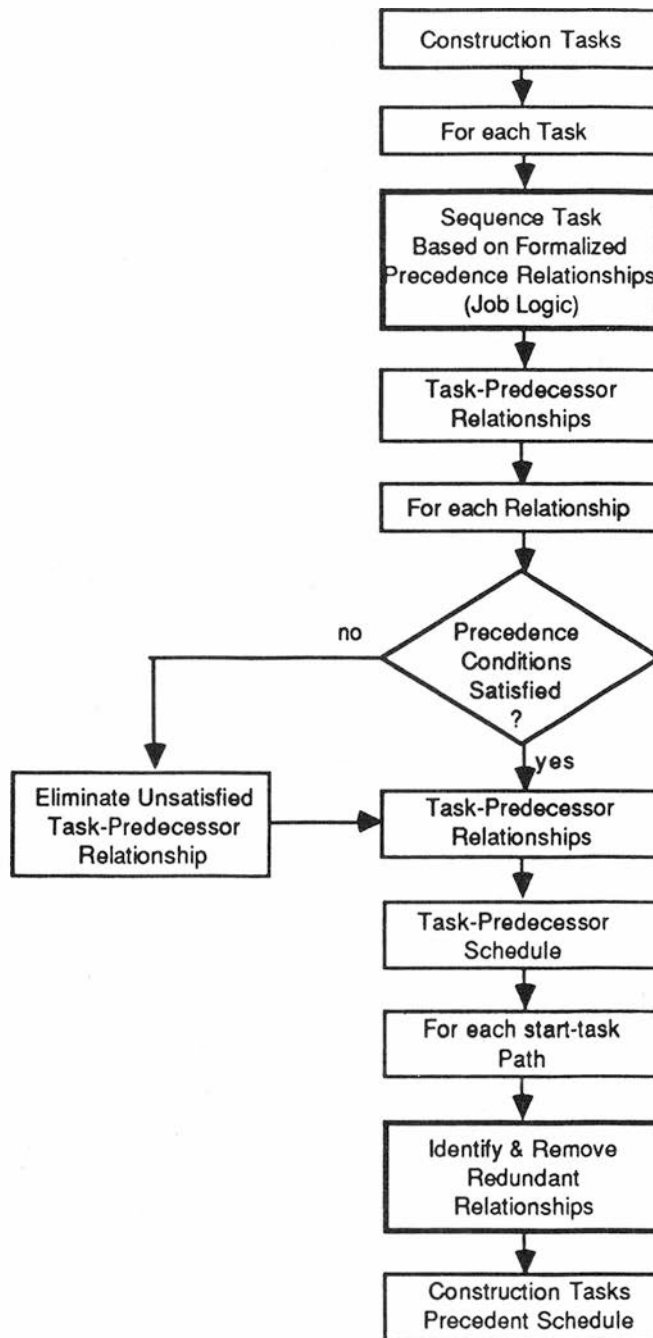 Construction Tasks
For each Task
Sequence Task
Based on Formalized
Precedence Relationships
(Job Logic)
Task-Predecessor
Relationships
For each Relationship
no
Precedence
Conditions
Satisfied
?
yes
Eliminate Unsatisfied
Task-Predecessor
Relationship
Task-Predecessor
Relationships
Task-Predecessor
Schedule
For each start-task
Path
Identify & Remove
Redundant
Relationships
Construction Tasks
Precedent Schedule